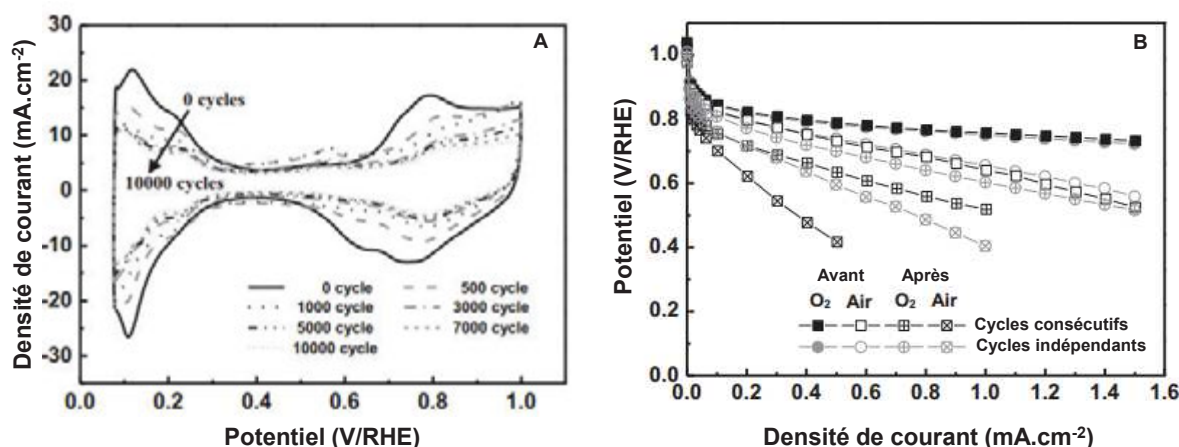 A
30
20
10
0
-10
-20
-30
0.0 0.2 0.4 0.6 0.8 1.0
Densité de courant (mA.cm-2)
Potentiel (V/RHE)
0 cycles
10000 cycles
0 cycle 500 cycle
1000 cycle 3000 cycle
5000 cycle 7000 cycle
10000 cycle
B
1.0
0.8
0.6
0.4
0.2
0.0
0.0 0.2 0.4 0.6 0.8 1.0 1.2 1.4 1.6
Potentiel (V/RHE)
Densité de courant (mA.cm-2)
Avant Après
O2 Air O2 Air
Cycles consécutifs
Cycles indépendants